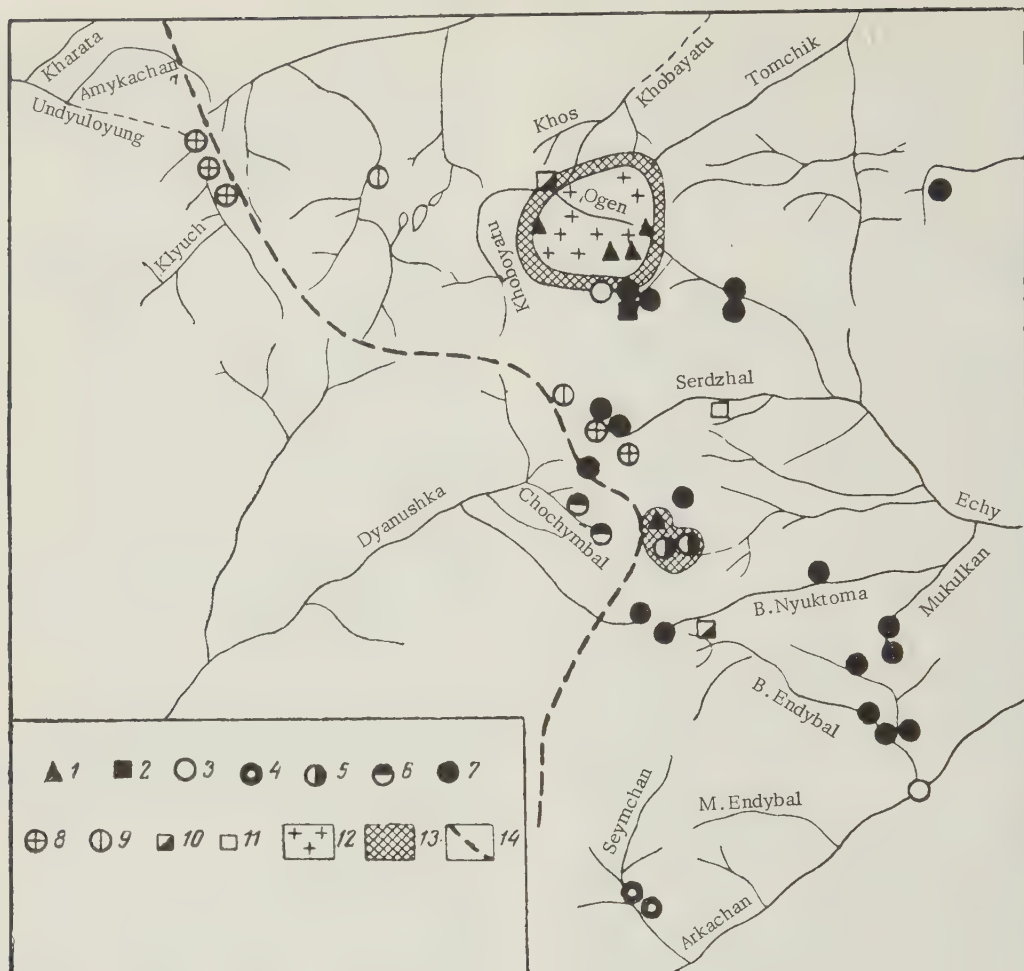 Kharata
Amykachan
Undyuloyung
Khobayatu
Tomchik
Khos
Ogen
Klyuch
Khoboyatu
Serdzhal
Echy
Dyanushka
Chochymbal
Mukulkan
B.Nyuktoma
B.Endybal
Seymchan
M.Endybal
Arkachan
1 2 3 4 5 6 7
8 9 10 11 12 13 14